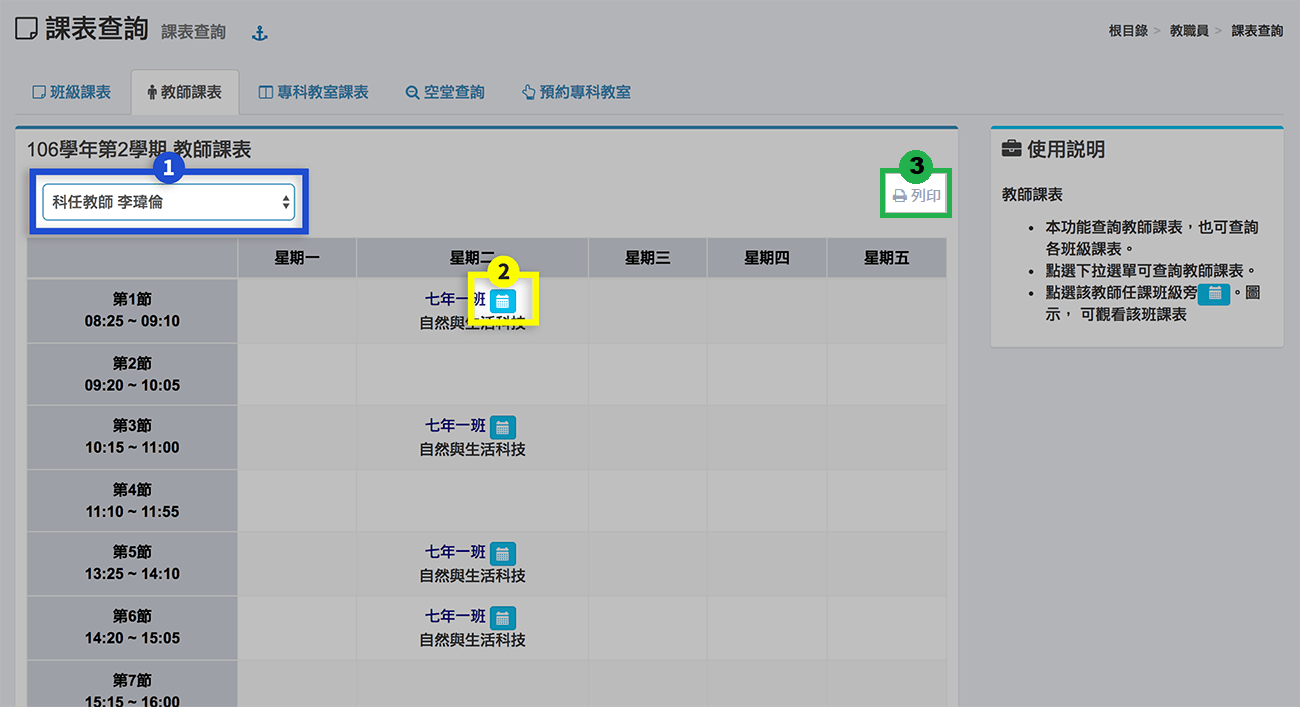 課表查詢 課表查詢
根目錄 > 教職員 > 課表查詢
班級課表 教師課表 專科教室課表 空堂查詢 預約專科教室
106學年第2學期 教師課表
1
科任教師 李瑋倫
3
列印
星期一 星期二 星期三 星期四 星期五
2
第1節
08:25 ~ 09:10
七年一班
自然與生活科技
第2節
09:20 ~ 10:05
第3節
10:15 ~ 11:00
七年一班
自然與生活科技
第4節
11:10 ~ 11:55
第5節
13:25 ~ 14:10
七年一班
自然與生活科技
第6節
14:20 ~ 15:05
七年一班
自然與生活科技
第7節
15:15 ~ 16:00
使用説明
教師課表
• 本功能查詢教師課表，也可查詢
各班級課表。
• 點選下拉選單可查詢教師課表。
• 點選該教師任課班級旁 。圖
示， 可觀看該班課表